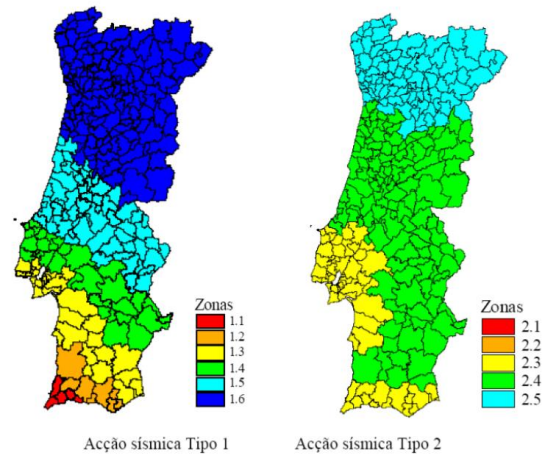 Zonas
1.1
1.2
1.3
1.4
1.5
1.6
Zonas
2.1
2.2
2.3
2.4
2.5
Acção sísmica Tipo 1
Acção sísmica Tipo 2